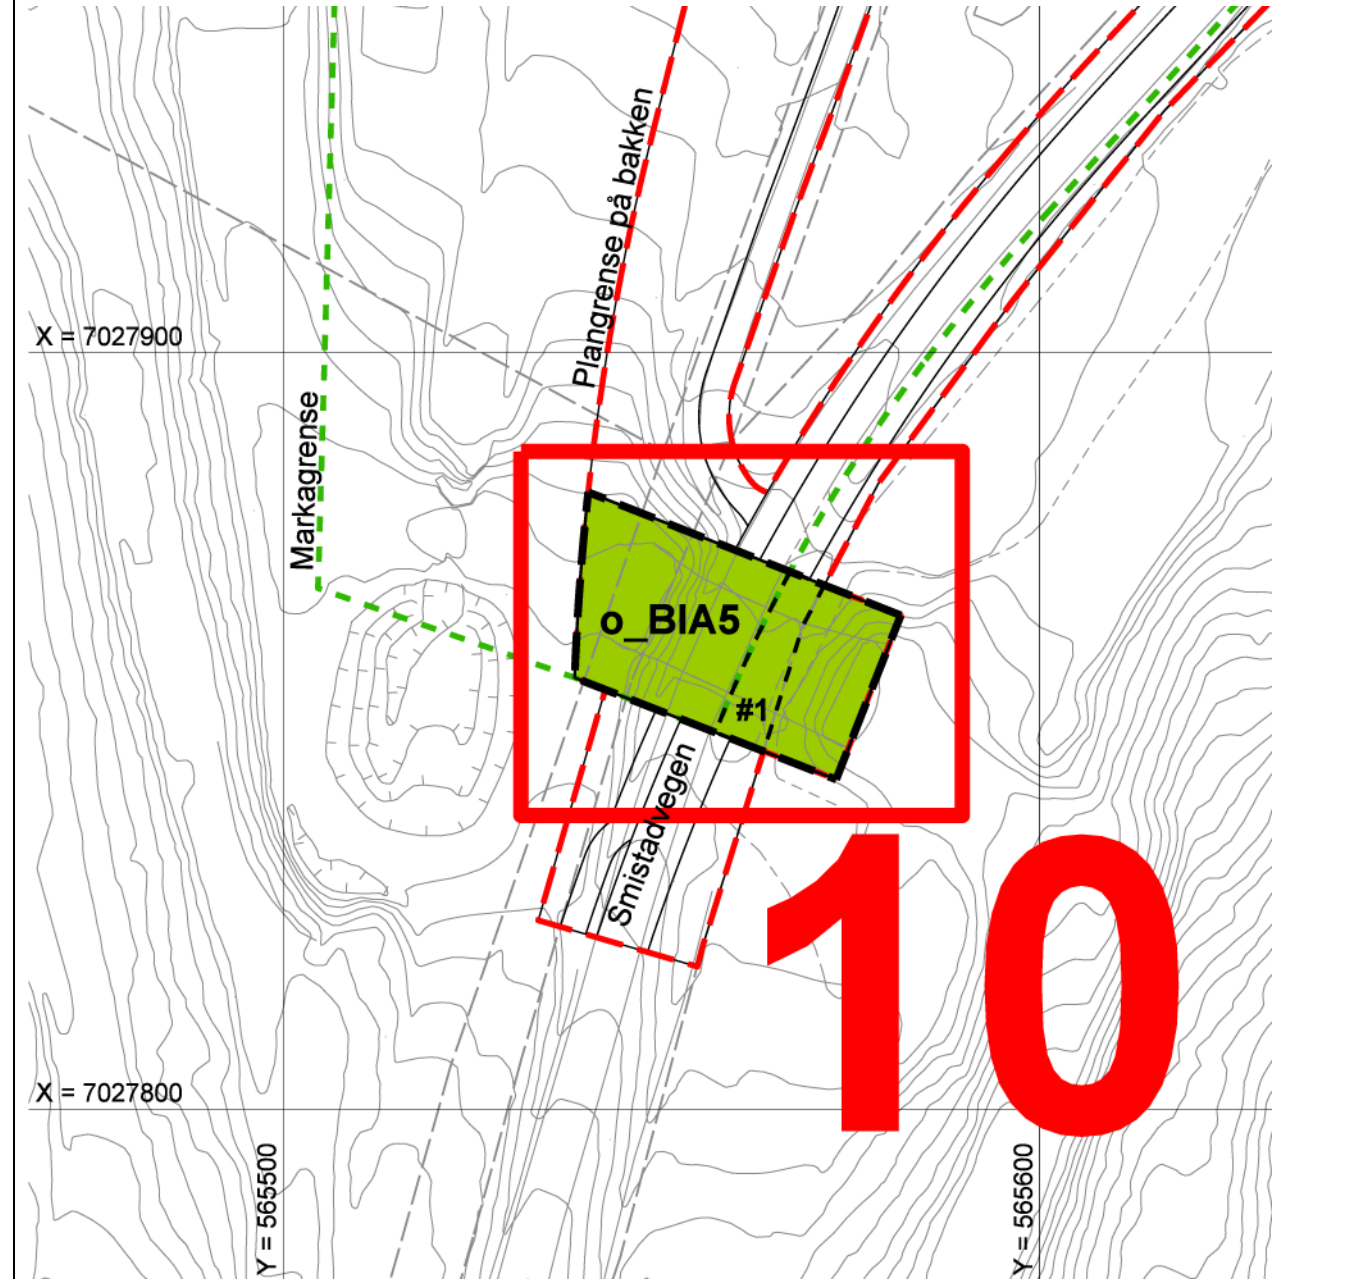 Plangrense på bakken
X = 7027900
Markagrense
o_BIA5
#1
Smistadvegen
10
X = 7027800
Y = 565500
Y = 565600